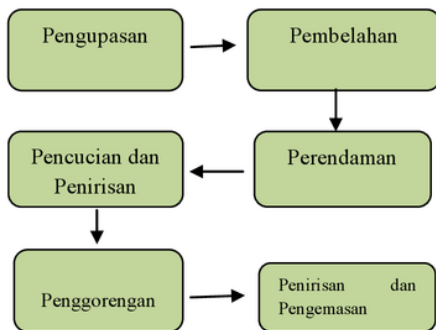 Pengupasan
Pembelahan
Perendaman
Pencucian dan
Penirisan
Penggorengan
Penirisan dan
Pengemasan